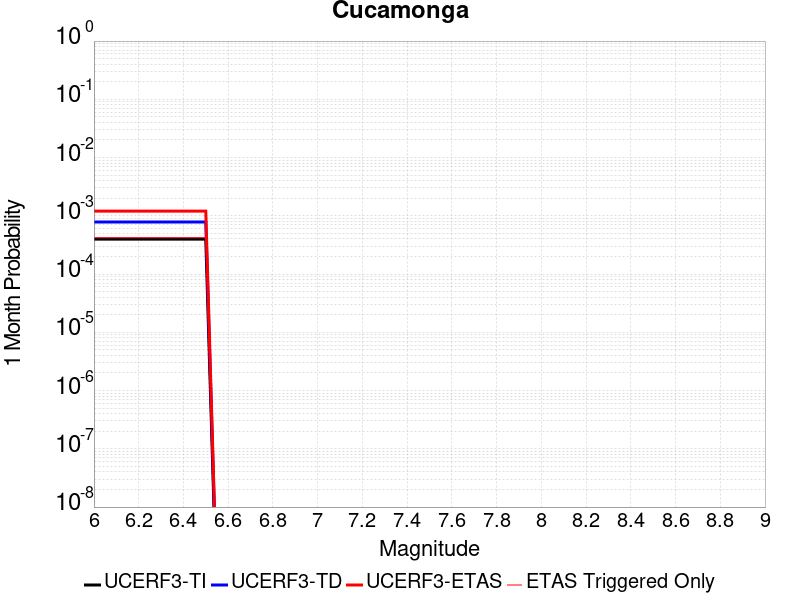 Cucamonga
1 Month Probability
10^0
10^-1
10^-2
10^-3
10^-4
10^-5
10^-6
10^-7
10^-8
6 6.2 6.4 6.6 6.8 7 7.2 7.4 7.6 7.8 8 8.2 8.4 8.6 8.8 9
Magnitude
UCERF3-TI UCERF3-TD UCERF3-ETAS ETAS Triggered Only